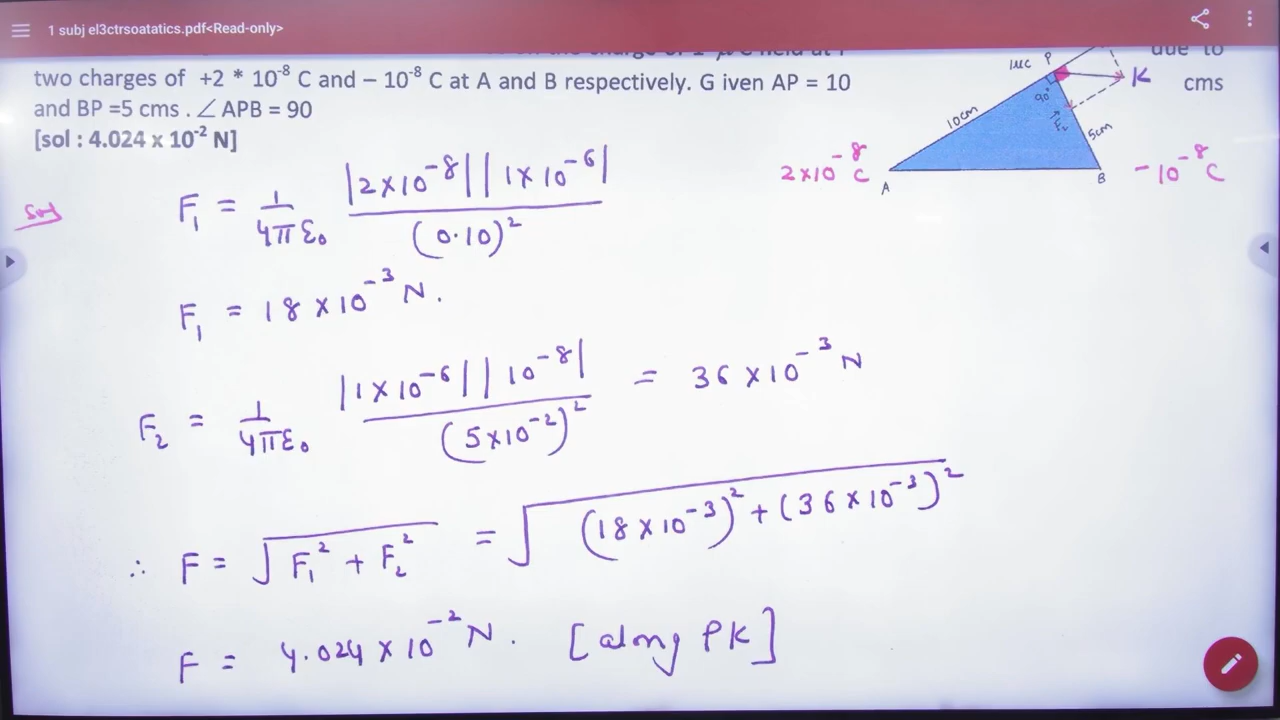 1 subj el3ctrsoatatics.pdf<Read-only>
due to
two charges of +2 * 10⁻⁸ C and – 10⁻⁸ C at A and B respectively. G iven AP = 10 cms
and BP =5 cms . ∠ APB = 90
[sol : 4.024 x 10⁻² N]
1μC P
K
90°
10cm
F₂
5cm
2×10⁻⁸ C
A
B
-10⁻⁸ C
Sol
F₁ = 1/4πε₀ |2×10⁻⁸| |1×10⁻⁶| / (0.10)²
F₁ = 18×10⁻³ N.
F₂ = 1/4πε₀ |1×10⁻⁶| |10⁻⁸| / (5×10⁻²)² = 36×10⁻³ N
∴ F = √F₁² + F₂² = √(18×10⁻³)² + (36×10⁻³)²
F = 4.024×10⁻² N. [along PK]